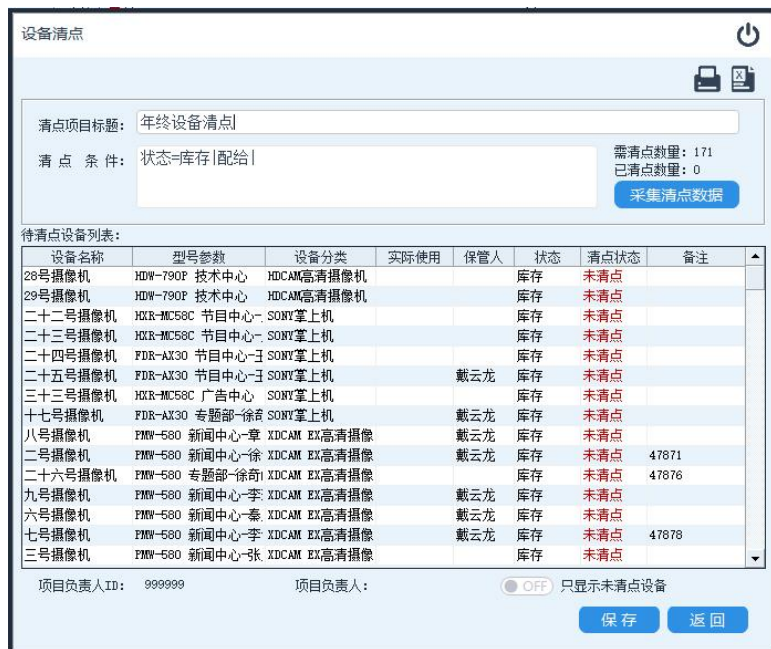 设备清点
清点项目标题: 年终设备清点
清 点 条 件: 状态=库存|配给|
需清点数量: 171
已清点数量: 0
采集清点数据
待清点设备列表:
设备名称 型号参数 设备分类 实际使用 保管人 状态 清点状态 备注
28号摄像机 HDW-790P 技术中心 HDCAM高清摄像机 库存 未清点
29号摄像机 HDW-790P 技术中心 HDCAM高清摄像机 库存 未清点
二十二号摄像机 HXR-MC58C 节目中心- SONY掌上机 库存 未清点
二十三号摄像机 HXR-MC58C 节目中心- SONY掌上机 库存 未清点
二十四号摄像机 FDR-AX30 节目中心-王 SONY掌上机 库存 未清点
二十五号摄像机 FDR-AX30 节目中心-王 SONY掌上机 戴云龙 库存 未清点
三十三号摄像机 HXR-MC58C 广告中心 SONY掌上机 库存 未清点
十七号摄像机 FDR-AX30 专题部-徐奇 SONY掌上机 戴云龙 库存 未清点
八号摄像机 PMW-580 新闻中心-章 XDCAM EX高清摄像 戴云龙 库存 未清点
二号摄像机 PMW-580 新闻中心-徐 XDCAM EX高清摄像 戴云龙 库存 未清点 47871
二十六号摄像机 PMW-580 专题部-徐奇 XDCAM EX高清摄像 库存 未清点 47876
九号摄像机 PMW-580 新闻中心-李 XDCAM EX高清摄像 戴云龙 库存 未清点
六号摄像机 PMW-580 新闻中心-秦 XDCAM EX高清摄像 戴云龙 库存 未清点
七号摄像机 PMW-580 新闻中心-李 XDCAM EX高清摄像 戴云龙 库存 未清点 47878
三号摄像机 PMW-580 新闻中心-张 XDCAM EX高清摄像 库存 未清点
项目负责人ID: 999999 项目负责人: OFF 只显示未清点设备
保存 返回